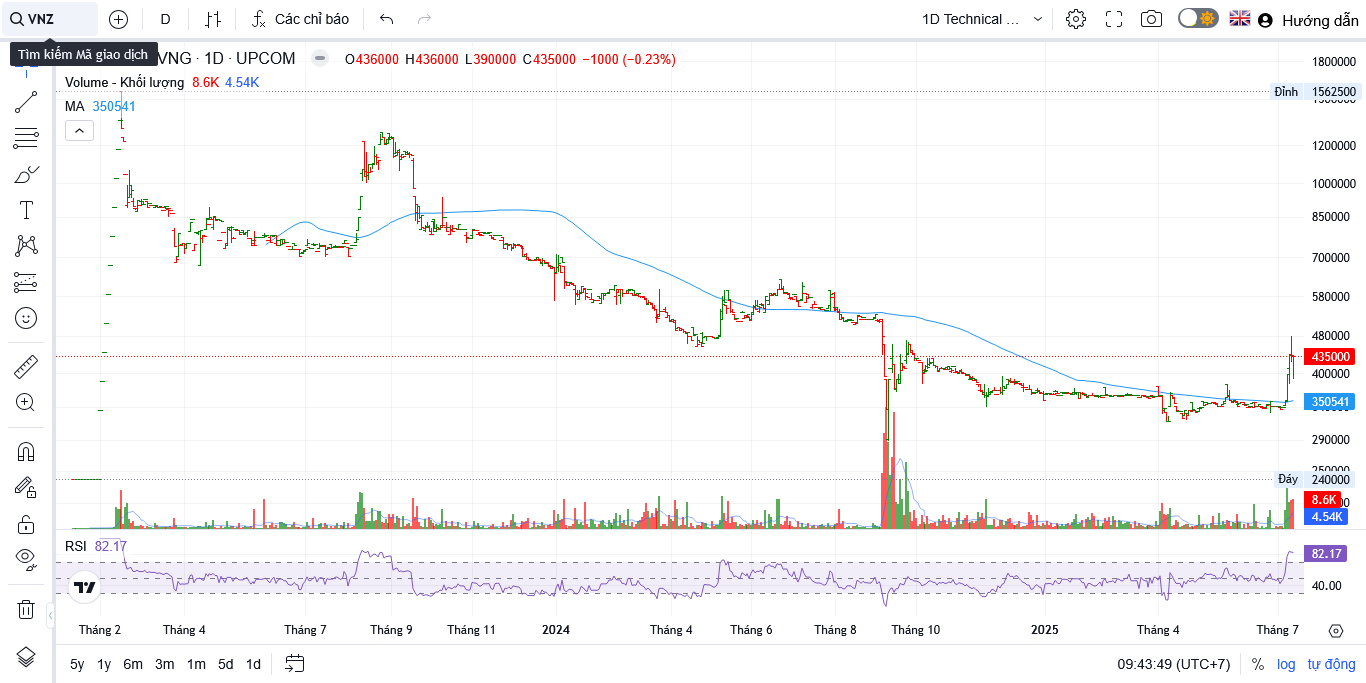 VNZ
D
Các chỉ báo
1D Technical ...
Hướng dẫn
Tìm kiếm Mã giao dịch
VNG · 1D · UPCOM
O436000 H436000 L390000 C435000 −1000 (−0.23%)
Volume - Khối lượng 8.6K 4.54K
MA 350541
1800000
Đỉnh 1562500
1200000
1000000
850000
700000
580000
480000
435000
400000
350541
290000
250000
Đáy 240000
8.6K
4.54K
RSI 82.17
82.17
40.00
Tháng 2 Tháng 4 Tháng 7 Tháng 9 Tháng 11 2024 Tháng 4 Tháng 6 Tháng 8 Tháng 10 2025 Tháng 4 Tháng 7
5y 1y 6m 3m 1m 5d 1d
09:43:49 (UTC+7) % log tự động